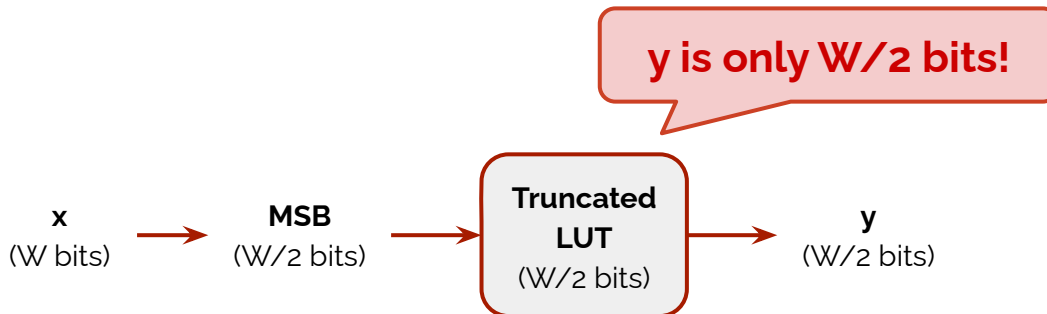 y is only W/2 bits!
x
(W bits)
MSB
(W/2 bits)
Truncated
LUT
(W/2 bits)
y
(W/2 bits)